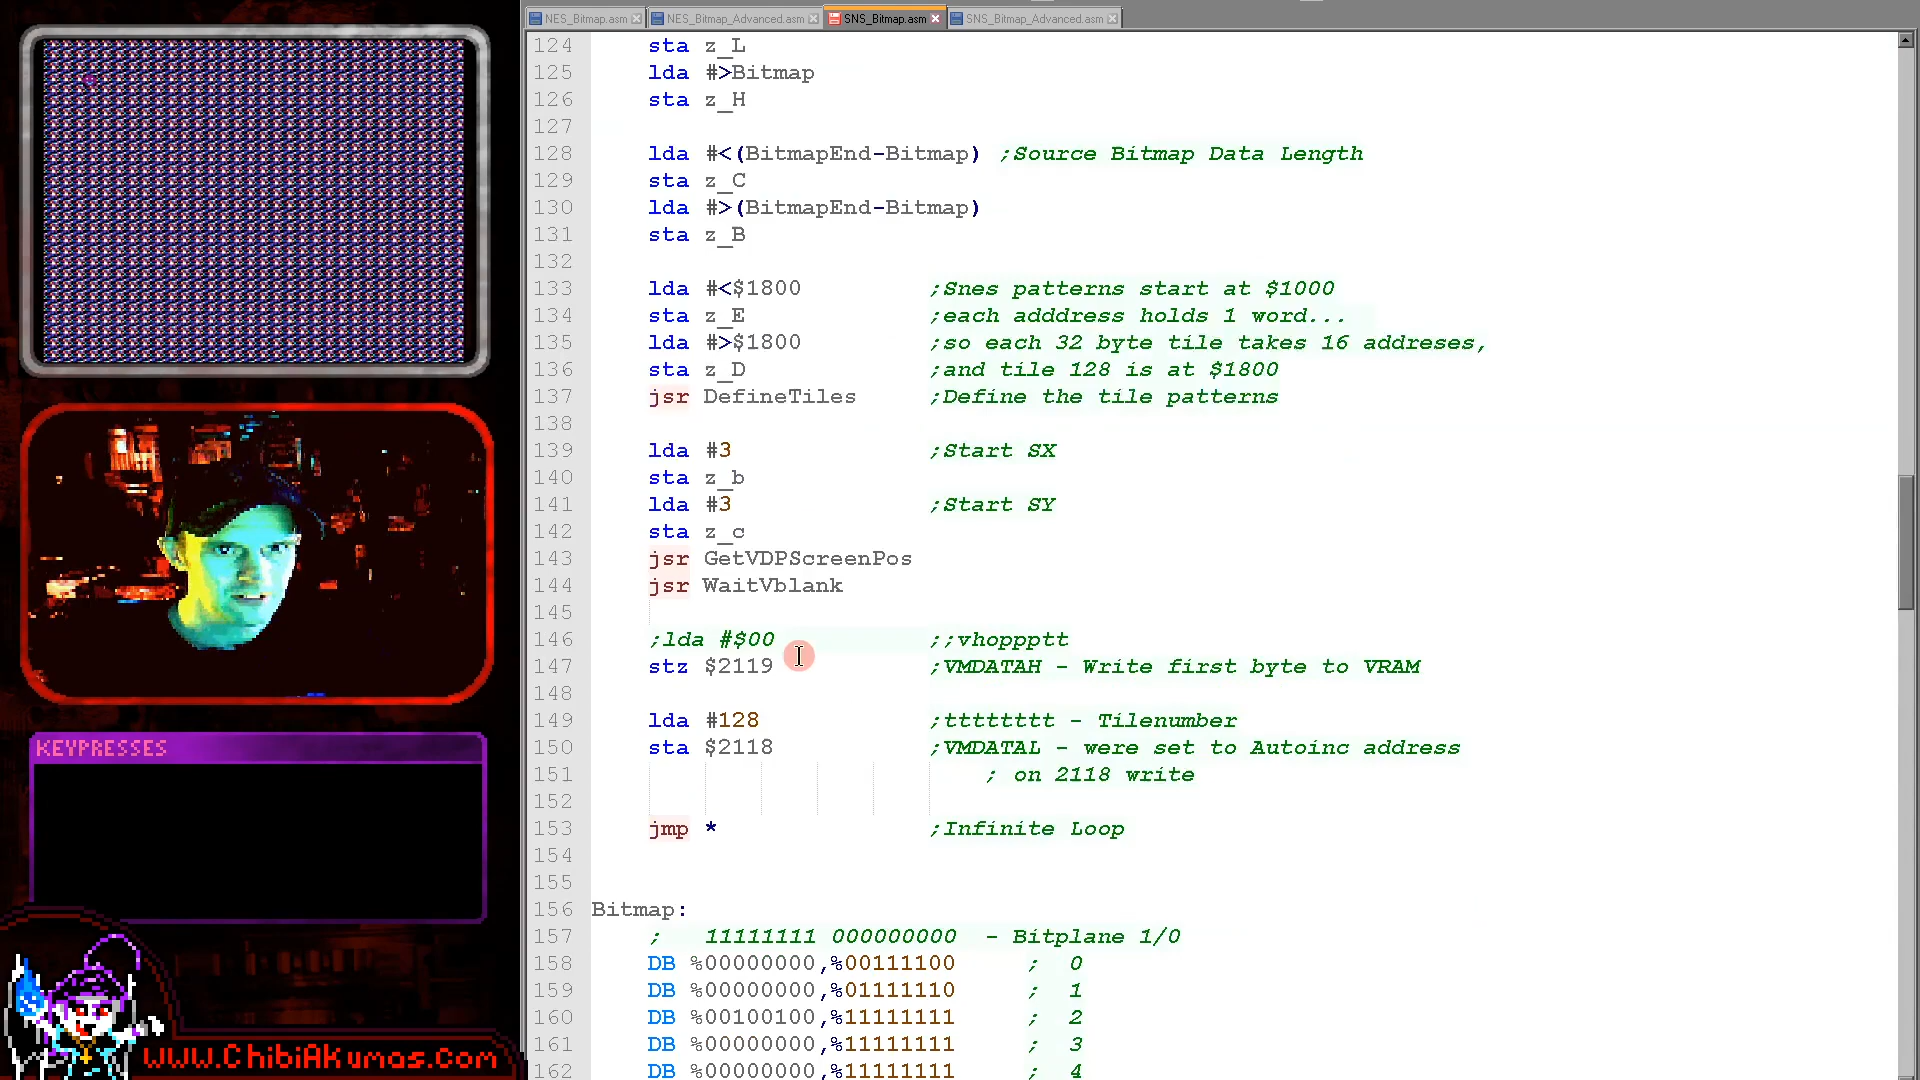 NES_Bitmap.asm NES_Bitmap_Advanced.asm SNS_Bitmap.asm SNS_Bitmap_Advanced.asm
124 sta z_L
125 lda #>Bitmap
126 sta z_H
127
128 lda #<(BitmapEnd-Bitmap) ;Source Bitmap Data Length
129 sta z_C
130 lda #>(BitmapEnd-Bitmap)
131 sta z_B
132
133 lda #<$1800 ;Snes patterns start at $1000
134 sta z_E ;each adddress holds 1 word...
135 lda #>$1800 ;so each 32 byte tile takes 16 addreses,
136 sta z_D ;and tile 128 is at $1800
137 jsr DefineTiles ;Define the tile patterns
138
139 lda #3 ;Start SX
140 sta z_b
141 lda #3 ;Start SY
142 sta z_c
143 jsr GetVDPScreenPos
144 jsr WaitVblank
145
146 ;lda #$00 ;;vhoppptt
147 stz $2119 ;VMDATAH - Write first byte to VRAM
148
149 lda #128 ;tttttttt - Tilenumber
150 sta $2118 ;VMDATAL - were set to Autoinc address
151 ; on 2118 write
152
153 jmp * ;Infinite Loop
154
155
156 Bitmap:
157 ; 11111111 000000000 - Bitplane 1/0
158 DB %00000000,%00111100 ; 0
159 DB %00000000,%01111110 ; 1
160 DB %00100100,%11111111 ; 2
161 DB %00000000,%11111111 ; 3
162 DB %00000000,%11111111 ; 4
KEYPRESSES
www.ChibiAkumas.com